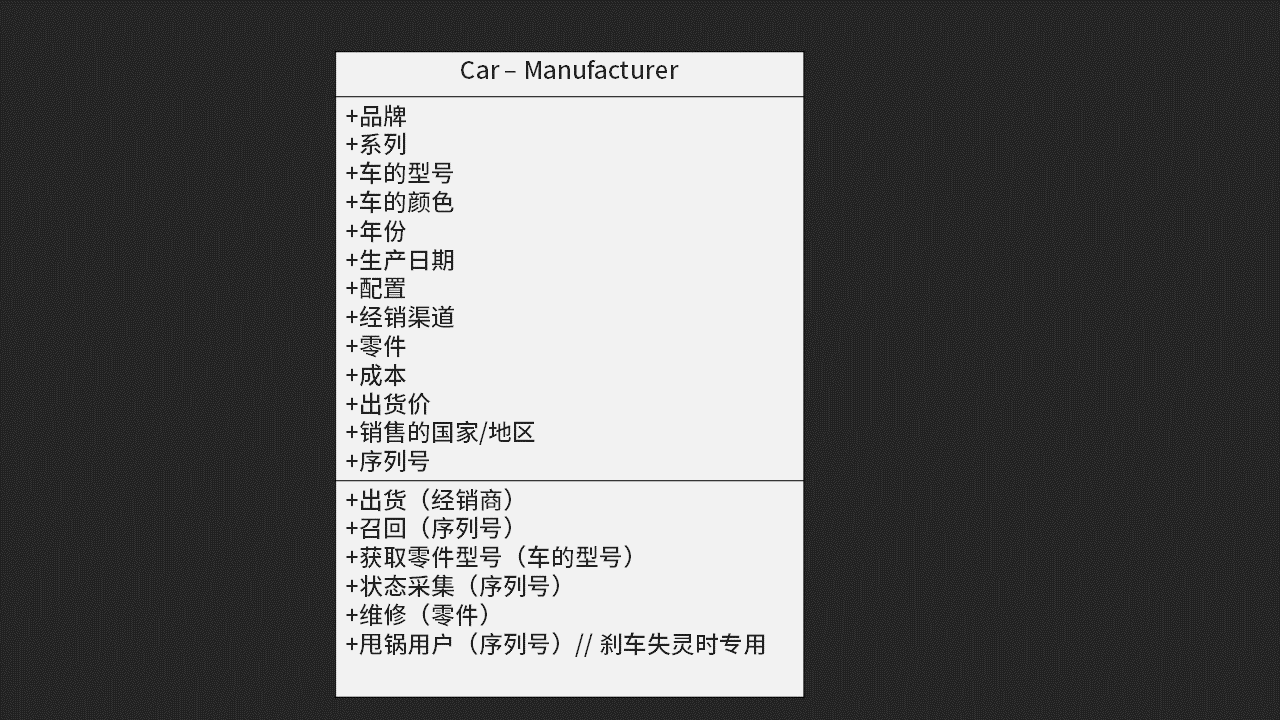 Car – Manufacturer
+品牌
+系列
+车的型号
+车的颜色
+年份
+生产日期
+配置
+经销渠道
+零件
+成本
+出货价
+销售的国家/地区
+序列号
+出货（经销商）
+召回（序列号）
+获取零件型号（车的型号）
+状态采集（序列号）
+维修（零件）
+甩锅用户（序列号）// 刹车失灵时专用